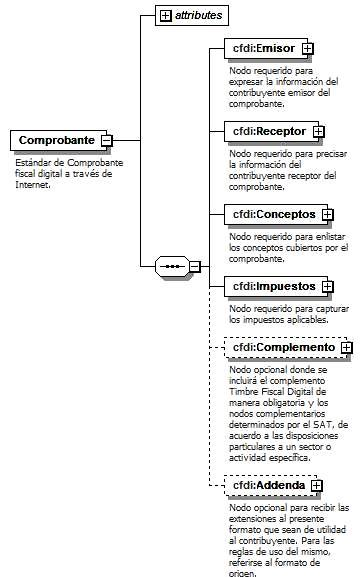 attributes
cfdi:Emisor
Nodo requerido para
expresar la información del
contribuyente emisor del
comprobante.
cfdi:Receptor
Nodo requerido para precisar
la información del
contribuyente receptor del
comprobante.
Comprobante
Estándar de Comprobante
fiscal digital a través de
Internet.
cfdi:Conceptos
Nodo requerido para enlistar
los conceptos cubiertos por el
comprobante.
cfdi:Impuestos
Nodo requerido para capturar
los impuestos aplicables.
cfdi:Complemento
Nodo opcional donde se
incluirá el complemento
Timbre Fiscal Digital de
manera obligatoria y los
nodos complementarios
determinados por el SAT, de
acuerdo a las disposiciones
particulares a un sector o
actividad específica.
cfdi:Addenda
Nodo opcional para recibir las
extensiones al presente
formato que sean de utilidad
al contribuyente. Para las
reglas de uso del mismo,
referirse al formato de
origen.